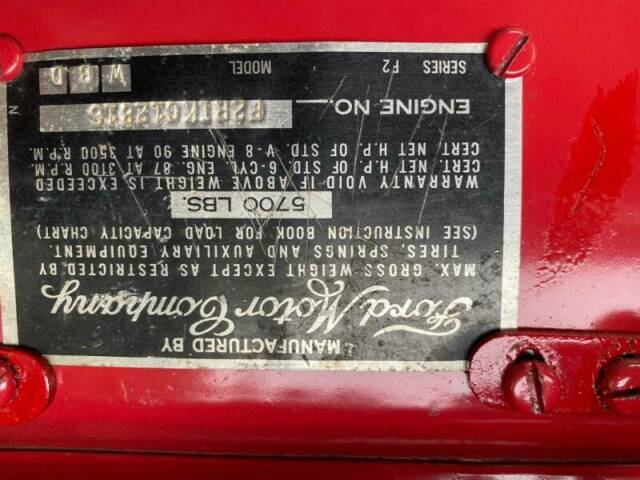 MANUFACTURED BY
Ford Motor Company
MAX. GROSS WEIGHT EXCEPT AS RESTRICTED BY
TIRES, SPRINGS AND AUXILIARY EQUIPMENT.
(SEE INSTRUCTION BOOK FOR LOAD CAPACITY CHART)
5700 LBS.
WARRANTY VOID IF ABOVE WEIGHT IS EXCEEDED
CERT. NET H.P. OF STD. 6-CYL. ENG. 87 AT 3100 R.P.M.
CERT. NET H.P. OF STD. V-8 ENGINE 90 AT 3500 R.P.M.
ENGINE NO.
SERIES F2 MODEL W B D